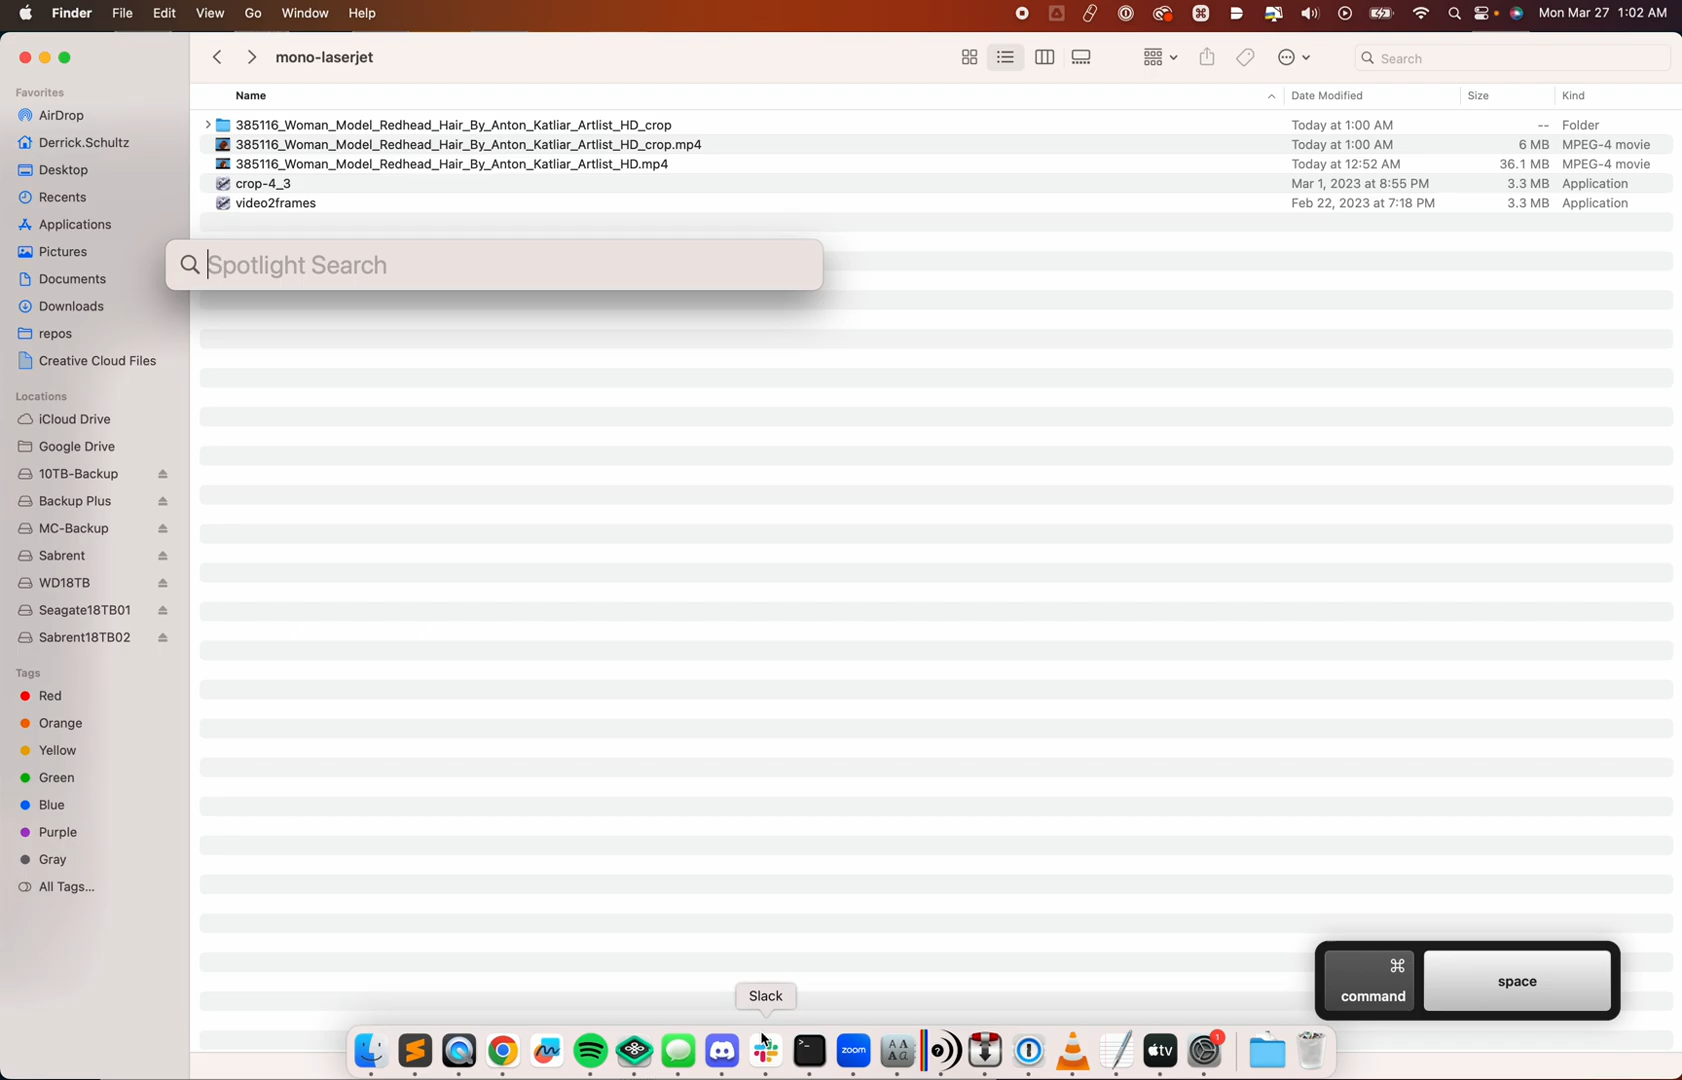 Finder File Edit View Go Window Help
Mon Mar 27 1:02 AM
mono-laserjet
Search
Name
Date Modified
Size
Kind
385116_Woman_Model_Redhead_Hair_By_Anton_Katliar_Artlist_HD_crop Today at 1:00 AM -- Folder
385116_Woman_Model_Redhead_Hair_By_Anton_Katliar_Artlist_HD_crop.mp4 Today at 1:00 AM 6 MB MPEG-4 movie
385116_Woman_Model_Redhead_Hair_By_Anton_Katliar_Artlist_HD.mp4 Today at 12:52 AM 36.1 MB MPEG-4 movie
crop-4_3 Mar 1, 2023 at 8:55 PM 3.3 MB Application
video2frames Feb 22, 2023 at 7:18 PM 3.3 MB Application
Spotlight Search
Favorites
AirDrop
Derrick.Schultz
Desktop
Recents
Applications
Pictures
Documents
Downloads
repos
Creative Cloud Files
Locations
iCloud Drive
Google Drive
10TB-Backup
Backup Plus
MC-Backup
Sabrent
WD18TB
Seagate18TB01
Sabrent18TB02
Tags
Red
Orange
Yellow
Green
Blue
Purple
Gray
All Tags...
⌘
command
space
Slack
zoom
AA
AQ
tv
1